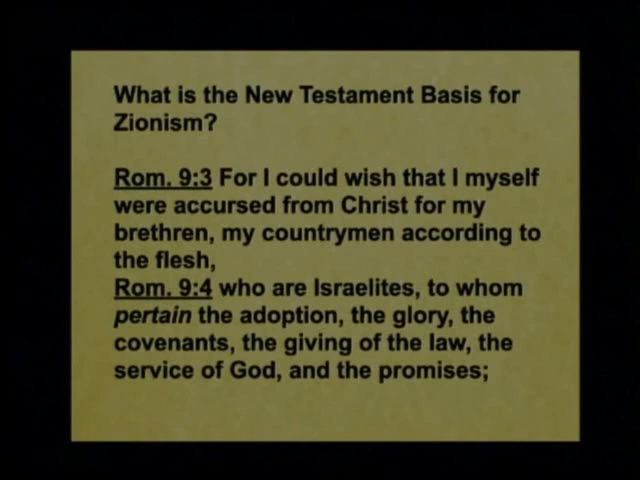 What is the New Testament Basis for
Zionism?
Rom. 9:3 For I could wish that I myself
were accursed from Christ for my
brethren, my countrymen according to
the flesh,
Rom. 9:4 who are Israelites, to whom
pertain the adoption, the glory, the
covenants, the giving of the law, the
service of God, and the promises;